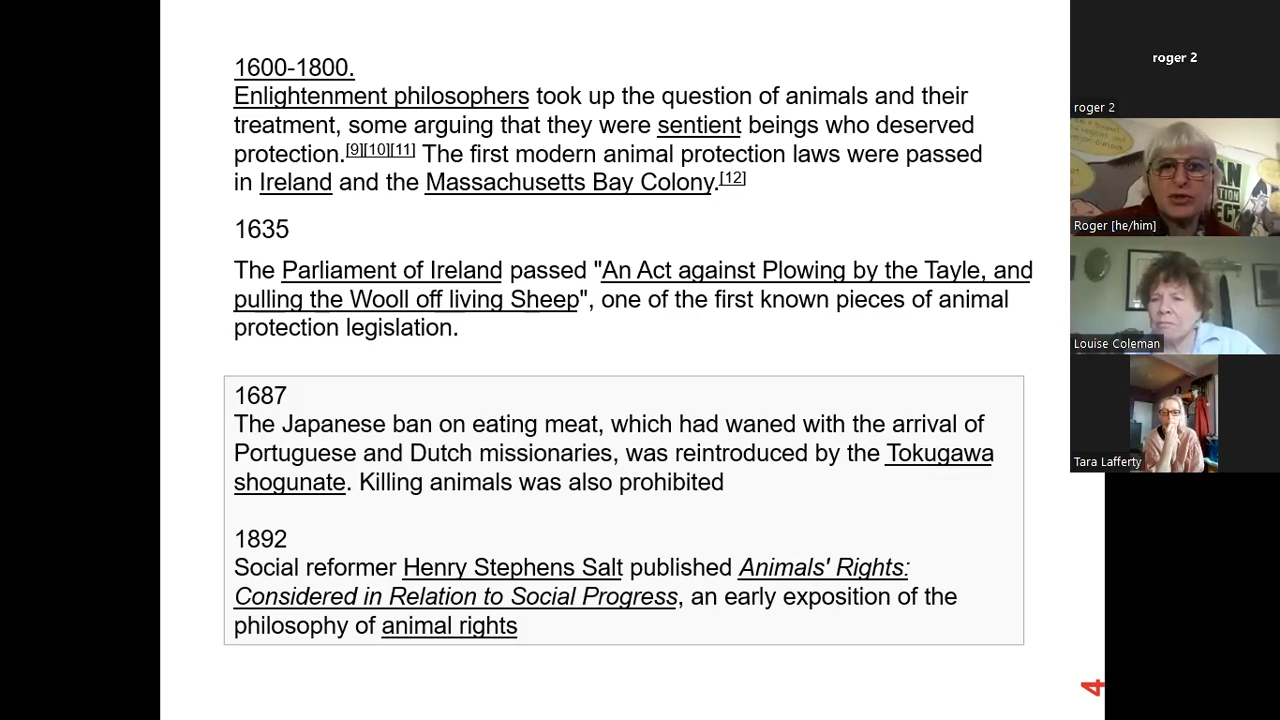 1600-1800.
Enlightenment philosophers took up the question of animals and their
treatment, some arguing that they were sentient beings who deserved
protection.[9][10][11] The first modern animal protection laws were passed
in Ireland and the Massachusetts Bay Colony.[12]
1635
The Parliament of Ireland passed "An Act against Plowing by the Tayle, and
pulling the Wooll off living Sheep", one of the first known pieces of animal
protection legislation.
1687
The Japanese ban on eating meat, which had waned with the arrival of
Portuguese and Dutch missionaries, was reintroduced by the Tokugawa
shogunate. Killing animals was also prohibited
1892
Social reformer Henry Stephens Salt published Animals' Rights:
Considered in Relation to Social Progress, an early exposition of the
philosophy of animal rights
4
roger 2
roger 2
Roger [he/him]
Louise Coleman
Tara Lafferty